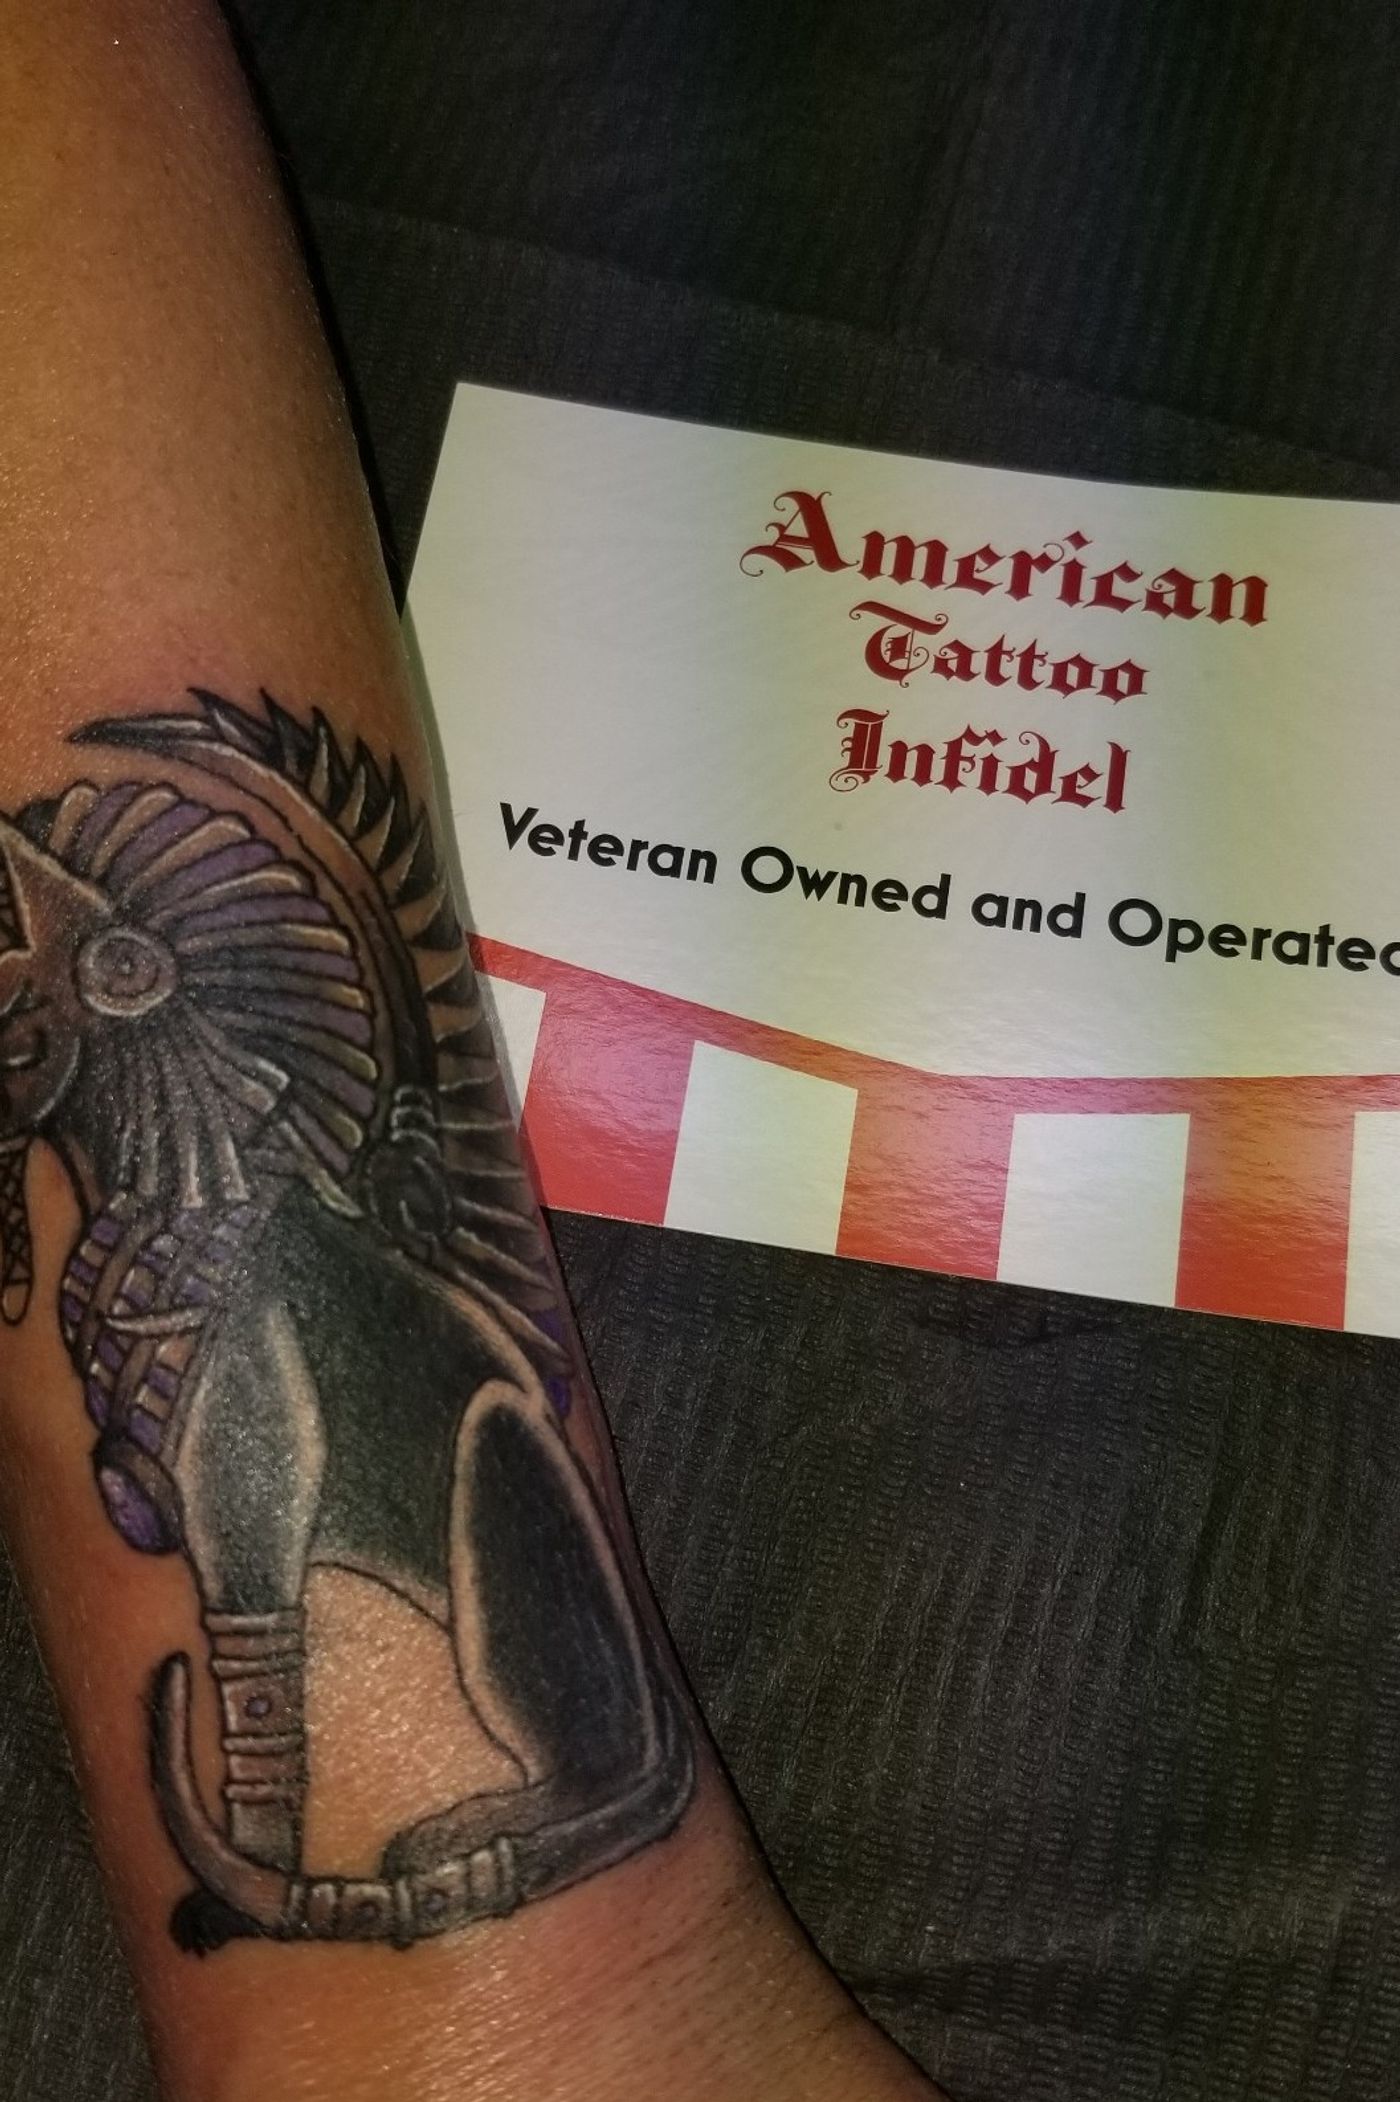 American
Tattoo
Infidel
Veteran Owned and Operated